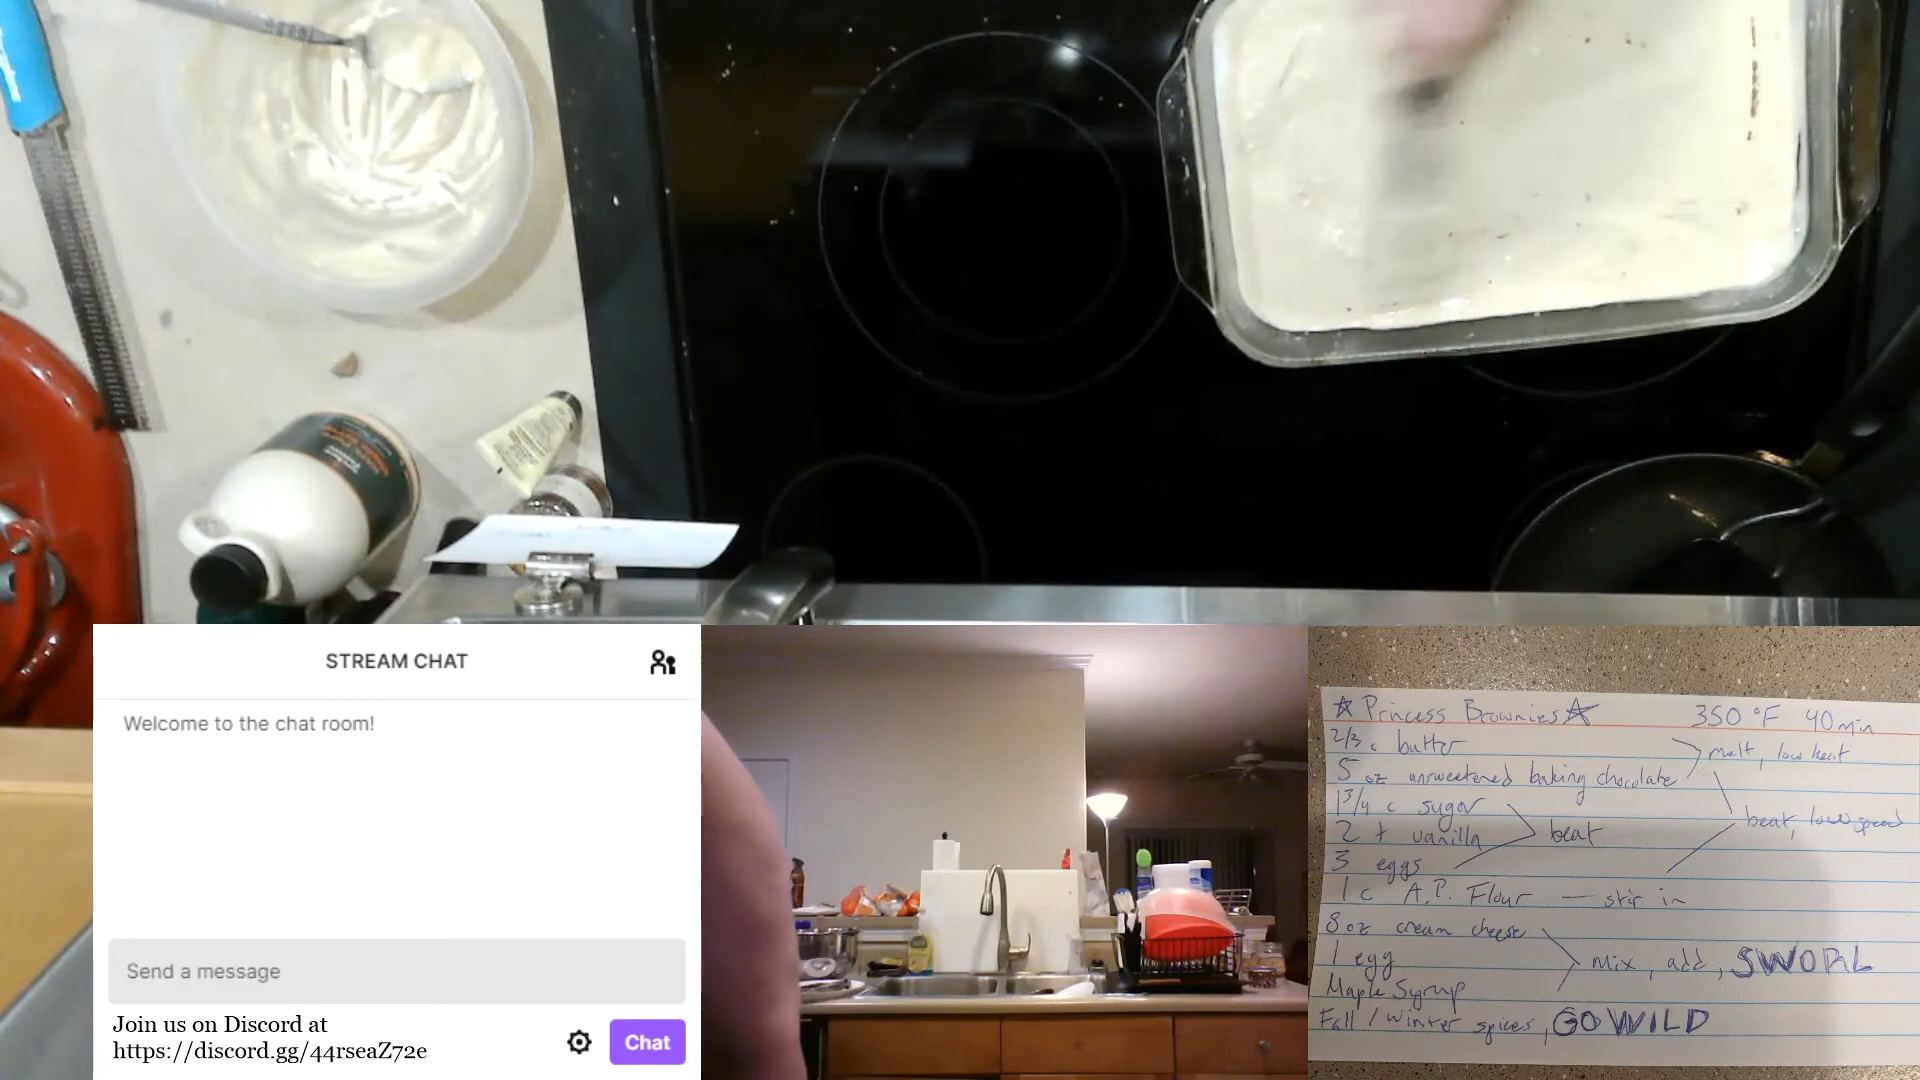 STREAM CHAT
Welcome to the chat room!
Send a message
Join us on Discord at
https://discord.gg/44rseaZ72e
Chat
☆ Princess Brownies ☆ 350 °F 40 min
2/3 c butter
melt, low heat
5 oz unsweetened baking chocolate
1 3/4 c sugar
beat, low speed
2 t vanilla
beat
3 eggs
1 c A.P. Flour — stir in
8 oz cream cheese
1 egg
mix, add, SWORL
Maple Syrup
Fall / Winter spices, GO WILD